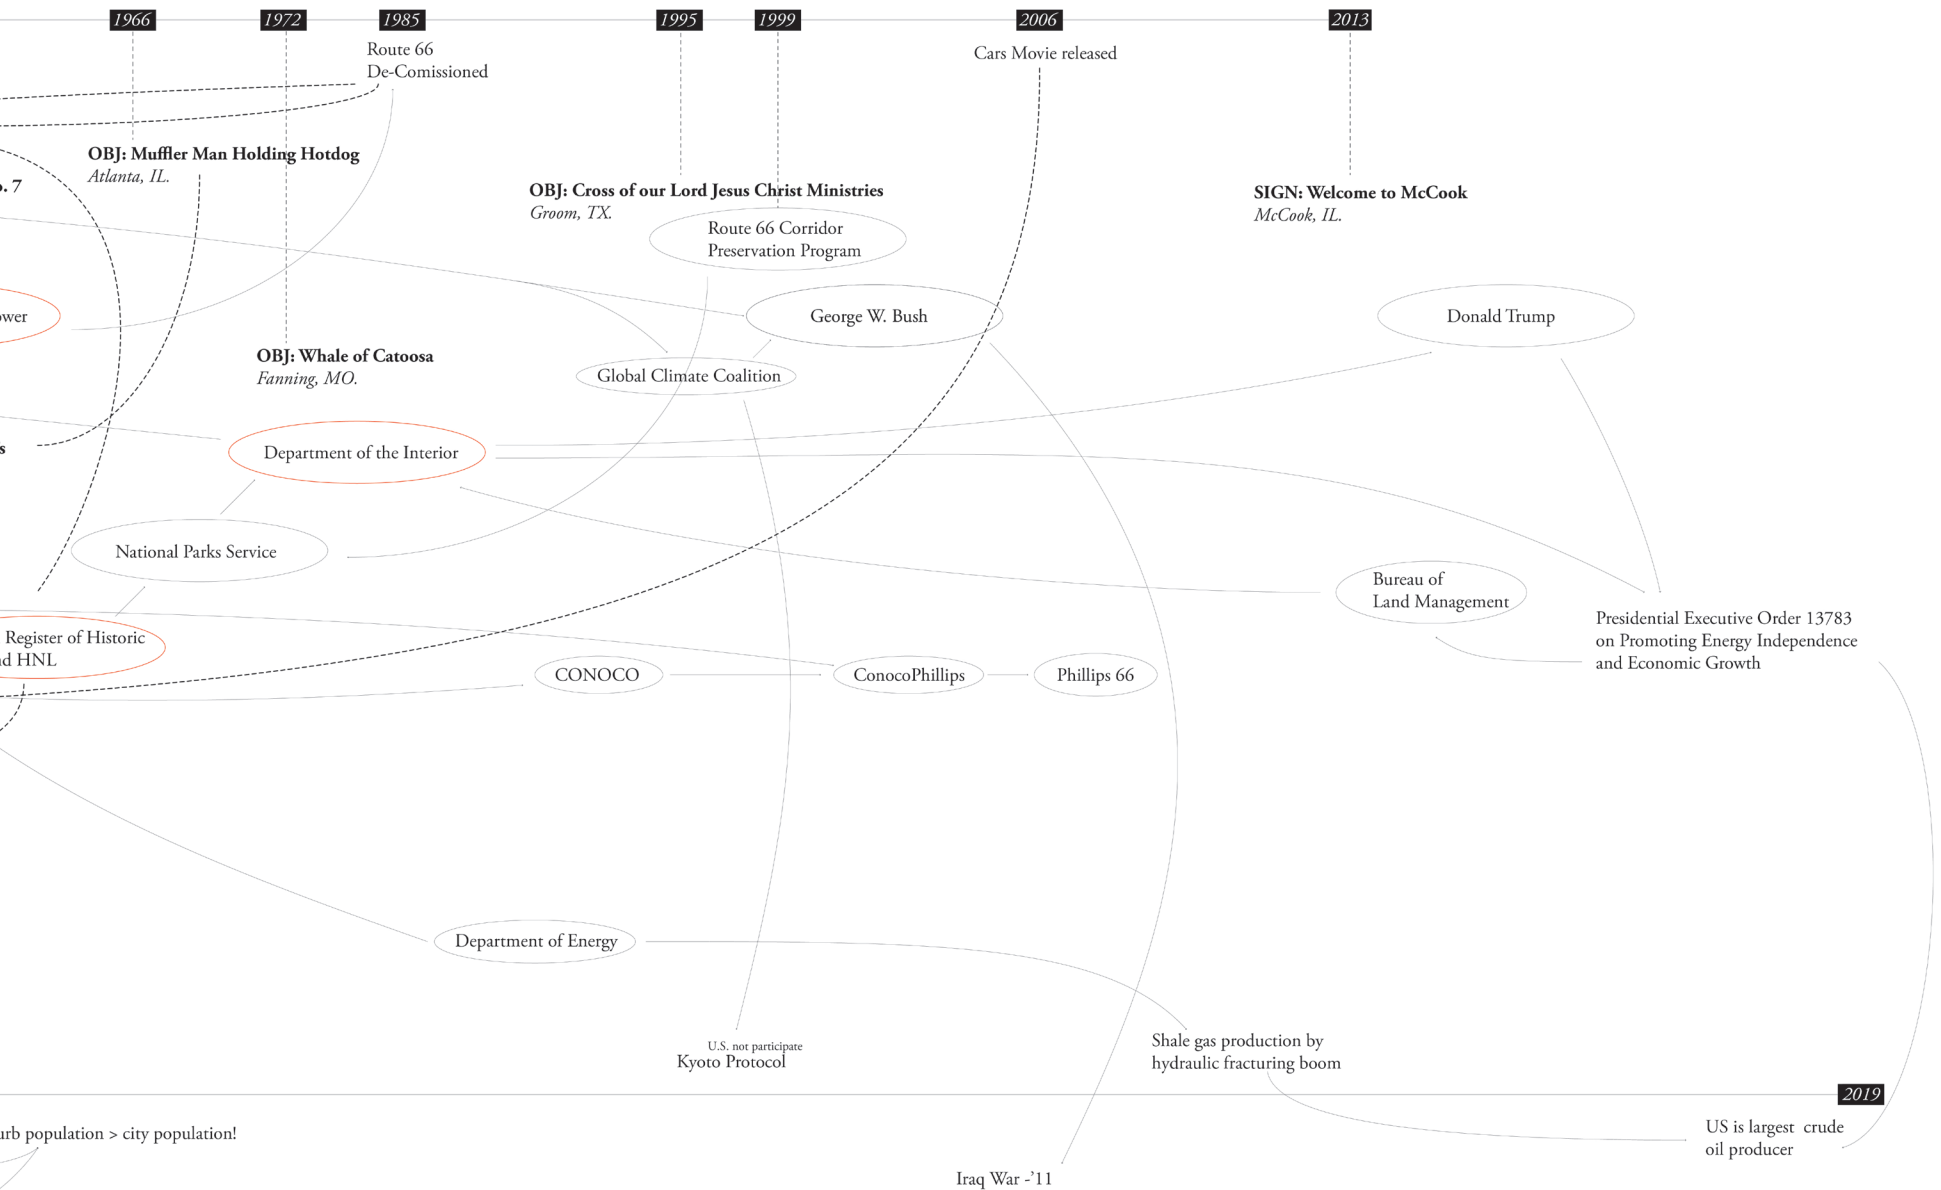 1966
1972
1985
1995
1999
2006
2013
Route 66
De-Comissioned
Cars Movie released
OBJ: Muffler Man Holding Hotdog
Atlanta, IL.
. 7
OBJ: Cross of our Lord Jesus Christ Ministries
Groom, TX.
SIGN: Welcome to McCook
McCook, IL.
Route 66 Corridor
Preservation Program
ower
George W. Bush
Donald Trump
OBJ: Whale of Catoosa
Fanning, MO.
Global Climate Coalition
s
Department of the Interior
National Parks Service
Bureau of
Land Management
Presidential Executive Order 13783
on Promoting Energy Independence
and Economic Growth
Register of Historic
d HNL
CONOCO
ConocoPhillips
Phillips 66
Department of Energy
U.S. not participate
Kyoto Protocol
Shale gas production by
hydraulic fracturing boom
2019
urb population > city population!
US is largest crude
oil producer
Iraq War -’11